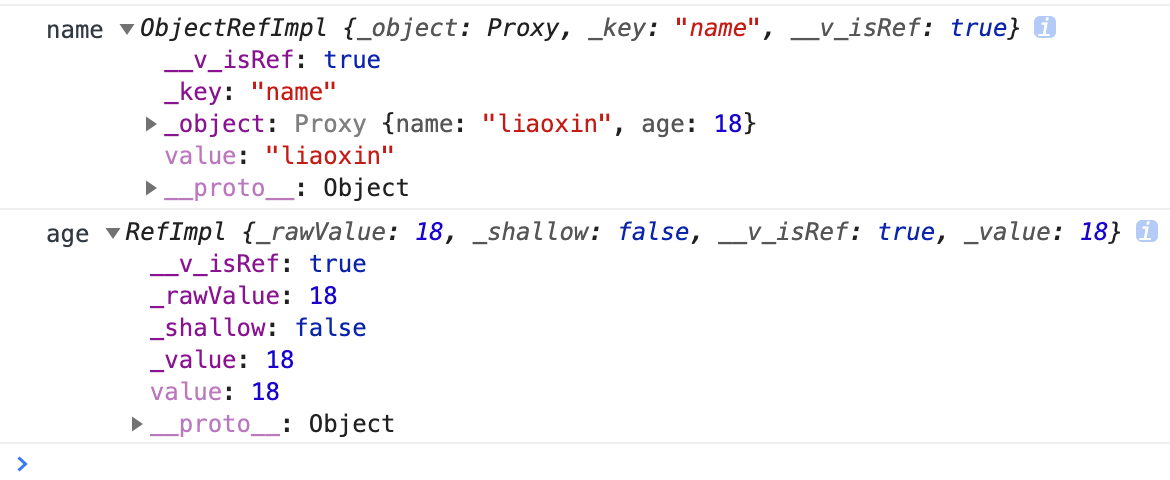 name ▼ObjectRefImpl {_object: Proxy, _key: "name", __v_isRef: true} i
__v_isRef: true
_key: "name"
▶_object: Proxy {name: "liaoxin", age: 18}
value: "liaoxin"
▶__proto__: Object
age ▼RefImpl {_rawValue: 18, _shallow: false, __v_isRef: true, _value: 18} i
__v_isRef: true
_rawValue: 18
_shallow: false
_value: 18
value: 18
▶__proto__: Object
>